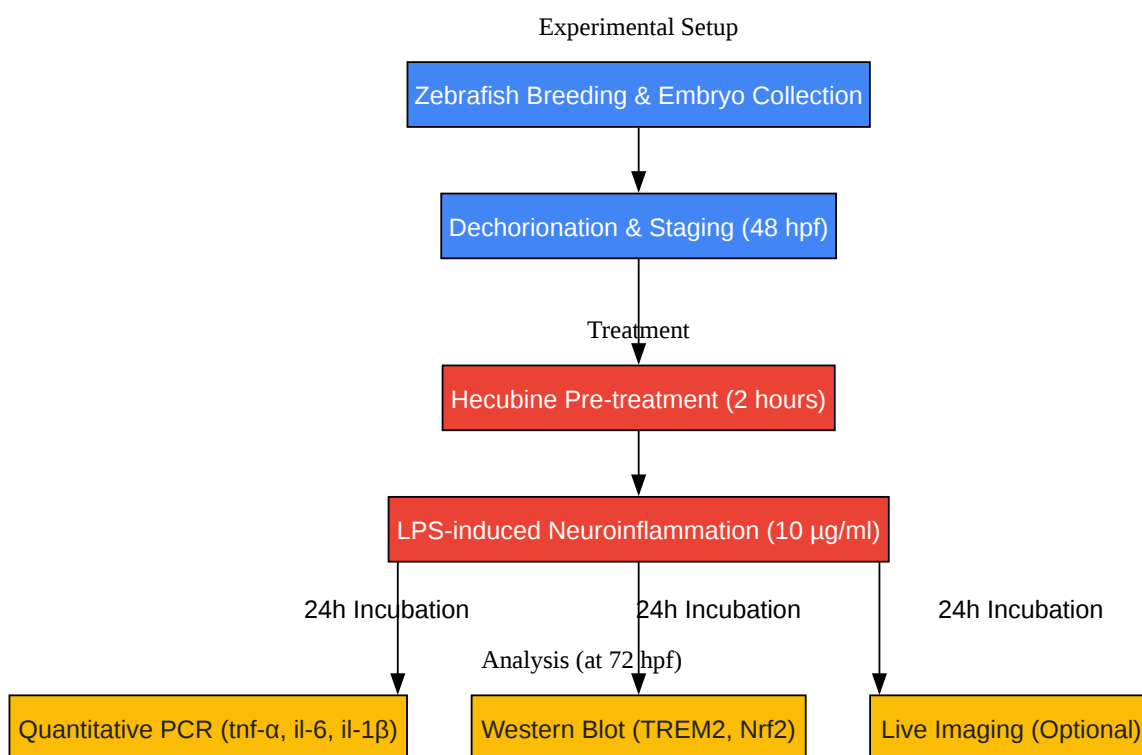 Experimental Setup
Zebrafish Breeding & Embryo Collection
Dechorionation & Staging (48 hpf)
Treatment
Hecubine Pre-treatment (2 hours)
LPS-induced Neuroinflammation (10 µg/ml)
24h Incubation
24h Incubation
24h Incubation
Analysis (at 72 hpf)
Quantitative PCR (tnf-α, il-6, il-1β)
Western Blot (TREM2, Nrf2)
Live Imaging (Optional)